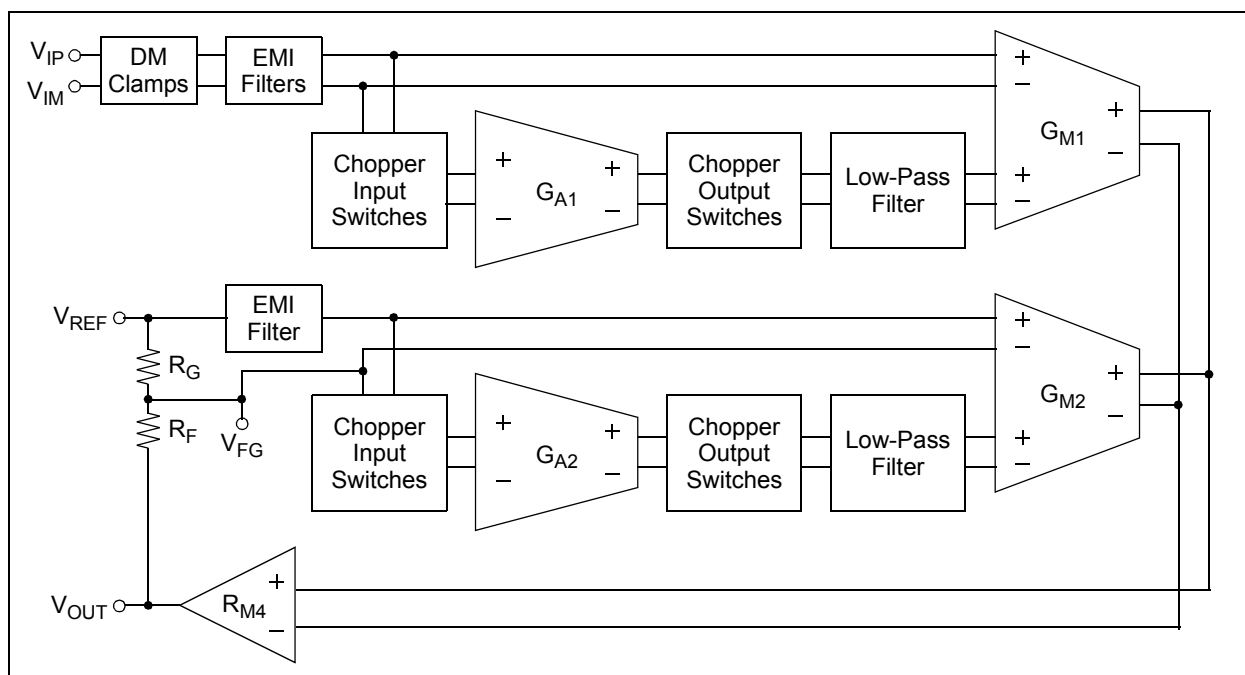 V_IP
V_IM
DM
Clamps
EMI
Filters
+
−
+
−
G_M1
+
−
Chopper
Input
Switches
+
−
G_A1
+
−
Chopper
Output
Switches
Low-Pass
Filter
V_REF
EMI
Filter
R_G
R_F
V_FG
+
−
+
−
G_M2
+
−
Chopper
Input
Switches
+
−
G_A2
+
−
Chopper
Output
Switches
Low-Pass
Filter
V_OUT
R_M4
+
−